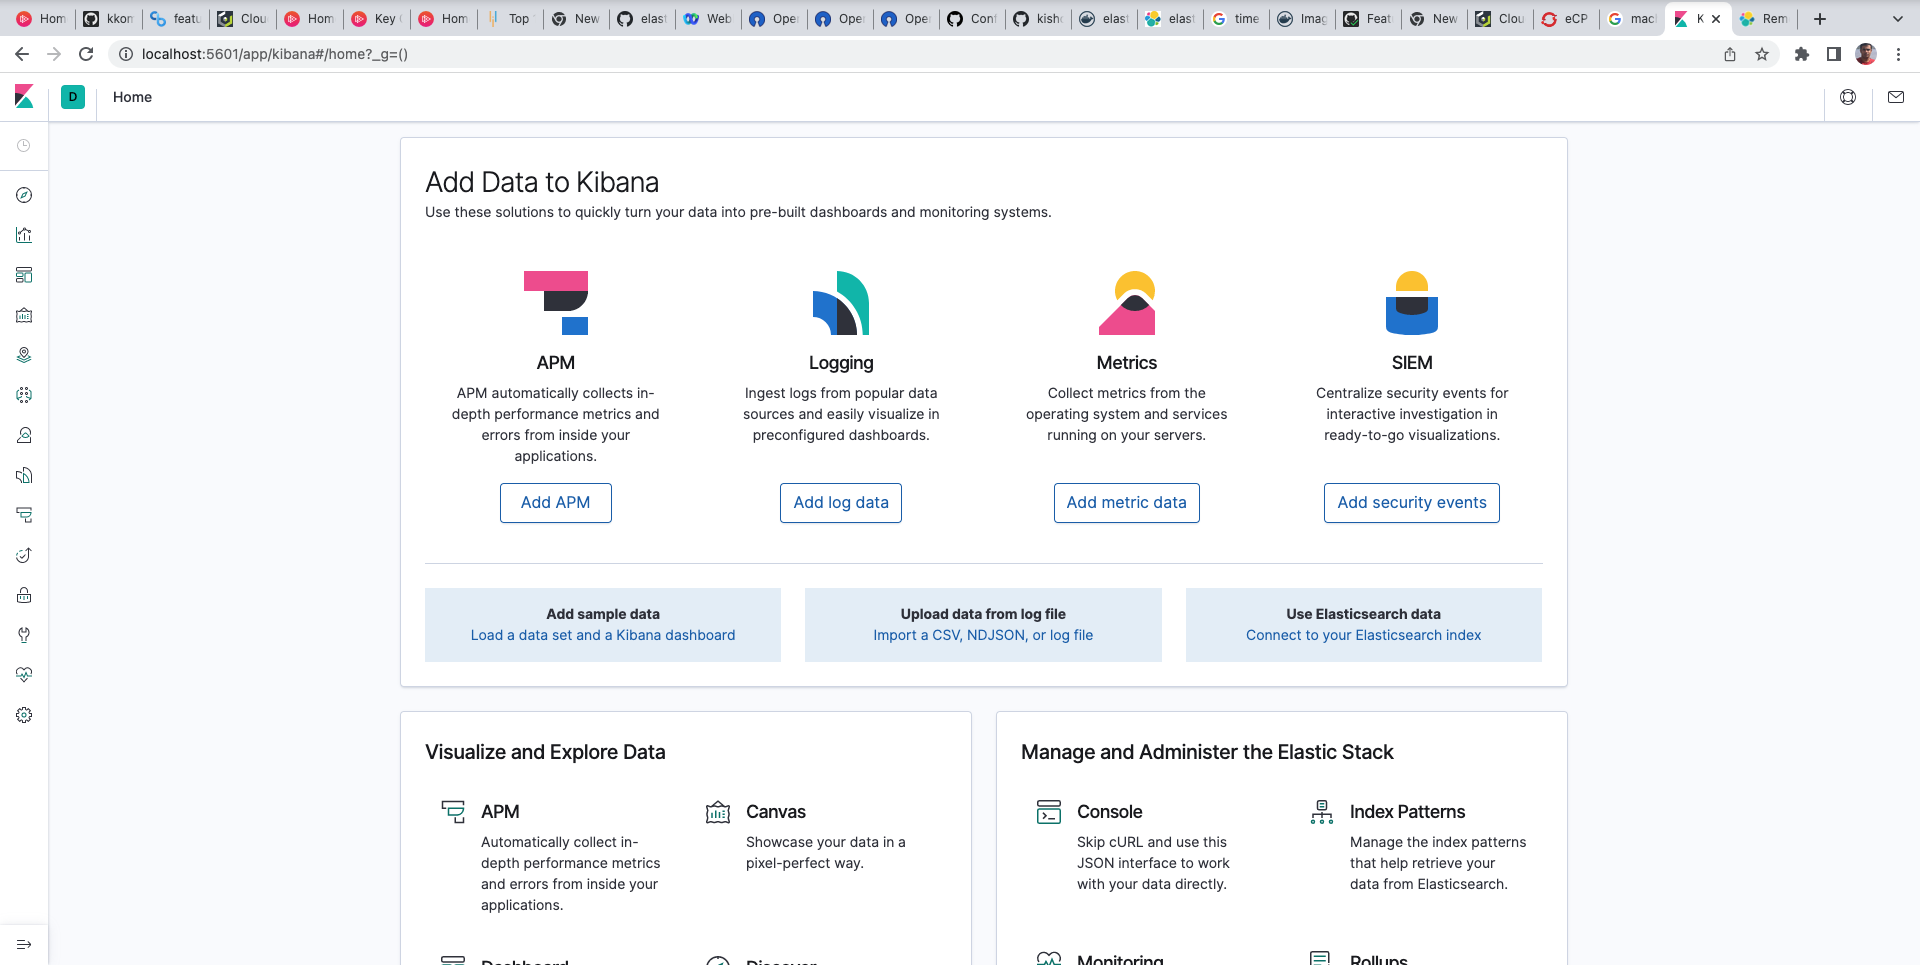 Hom
kkom
featu
Clou
Hom
Key
Hom
Top
New
elast
Web
Ope
Ope
Ope
Conf
kisho
elast
elast
time
Imag
Featu
New
Clou
eCP
mac
K
Rem
localhost:5601/app/kibana#/home?_g=()
D
Home
Add Data to Kibana
Use these solutions to quickly turn your data into pre-built dashboards and monitoring systems.
APM
APM automatically collects in-
depth performance metrics and
errors from inside your
applications.
Add APM
Logging
Ingest logs from popular data
sources and easily visualize in
preconfigured dashboards.
Add log data
Metrics
Collect metrics from the
operating system and services
running on your servers.
Add metric data
SIEM
Centralize security events for
interactive investigation in
ready-to-go visualizations.
Add security events
Add sample data
Load a data set and a Kibana dashboard
Upload data from log file
Import a CSV, NDJSON, or log file
Use Elasticsearch data
Connect to your Elasticsearch index
Visualize and Explore Data
APM
Automatically collect in-
depth performance metrics
and errors from inside your
applications.
Canvas
Showcase your data in a
pixel-perfect way.
Dashboard
Discover
Manage and Administer the Elastic Stack
Console
Skip cURL and use this
JSON interface to work
with your data directly.
Index Patterns
Manage the index patterns
that help retrieve your
data from Elasticsearch.
Monitoring
Rollups